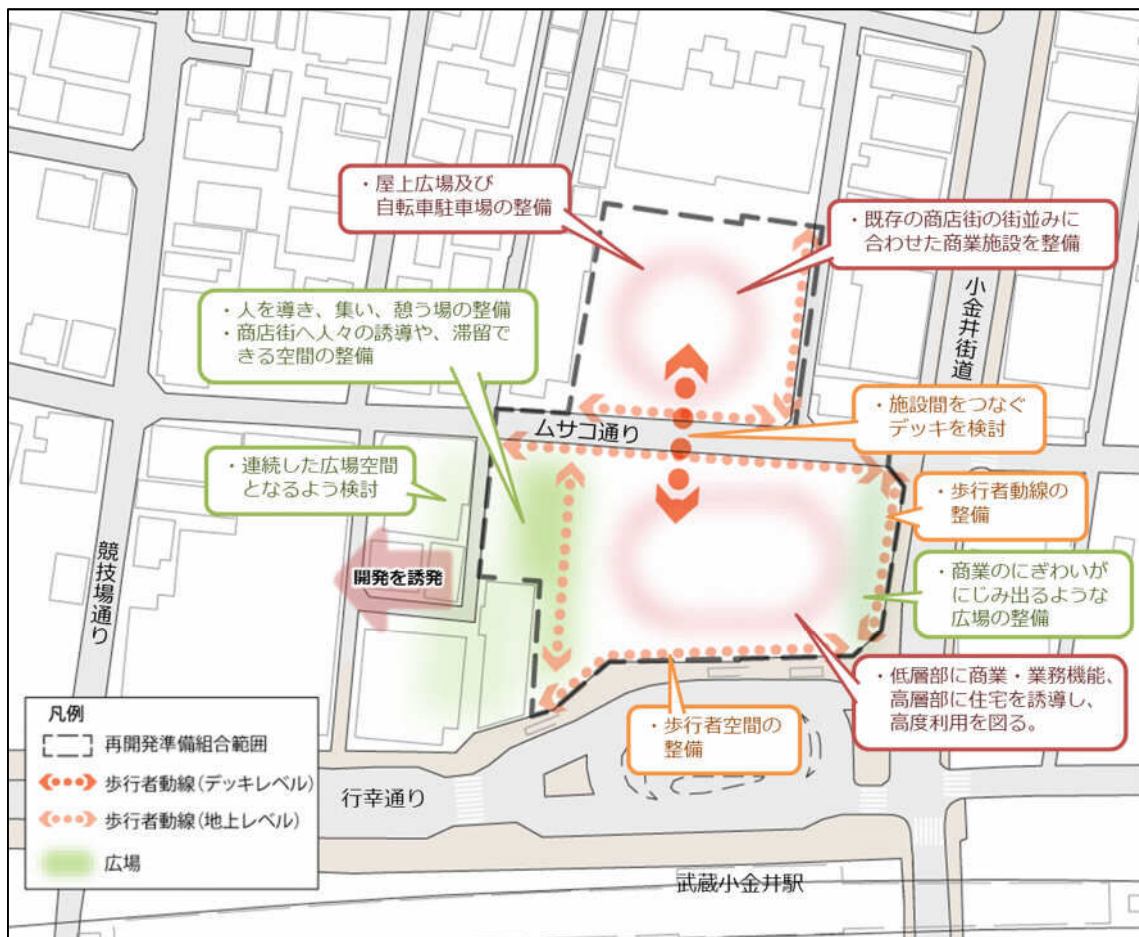 ・屋上広場及び
自転車駐車場の整備
・既存の商店街の街並みに
合わせた商業施設を整備
小金井街道
・人を導き、集い、憩う場の整備
・商店街へ人々の誘導や、滞留で
きる空間の整備
・施設間をつなぐ
デッキを検討
ムサコ通り
・連続した広場空間
となるよう検討
・歩行者動線の
整備
競技場通り
開発を誘発
・商業のにぎわいが
にじみ出るような
広場の整備
・低層部に商業・業務機能、
高層部に住宅を誘導し、
高度利用を図る。
・歩行者空間の
整備
凡例
再開発準備組合範囲
歩行者動線(デッキレベル)
歩行者動線(地上レベル)
広場
行幸通り
武蔵小金井駅